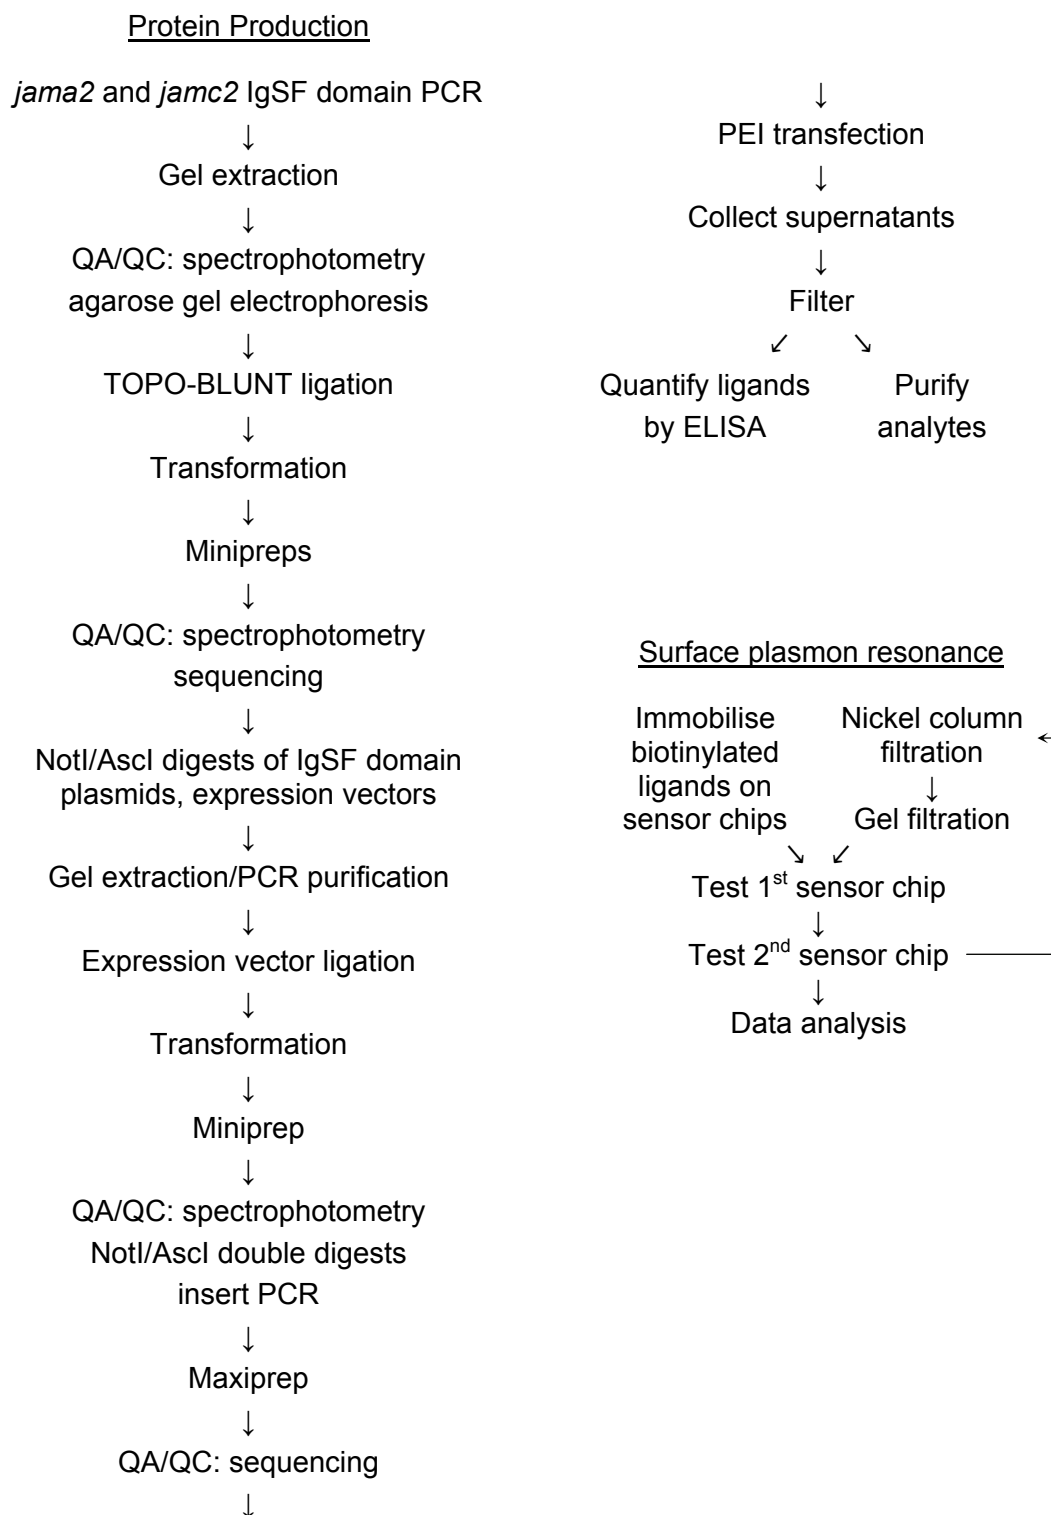 Protein Production
jama2 and jamc2 IgSF domain PCR
↓
Gel extraction
↓
QA/QC: spectrophotometry
agarose gel electrophoresis
↓
TOPO-BLUNT ligation
↓
Transformation
↓
Minipreps
↓
QA/QC: spectrophotometry
sequencing
↓
NotI/AscI digests of IgSF domain
plasmids, expression vectors
↓
Gel extraction/PCR purification
↓
Expression vector ligation
↓
Transformation
↓
Miniprep
↓
QA/QC: spectrophotometry
NotI/AscI double digests
insert PCR
↓
Maxiprep
↓
QA/QC: sequencing
↓
↓
PEI transfection
↓
Collect supernatants
↓
Filter
↙ ↘
Quantify ligands
by ELISA
Purify
analytes
Surface plasmon resonance
Immobilise
biotinylated
ligands on
sensor chips
Nickel column
filtration
↓
Gel filtration
↘ ↙
Test 1st sensor chip
↓
Test 2nd sensor chip
↓
Data analysis